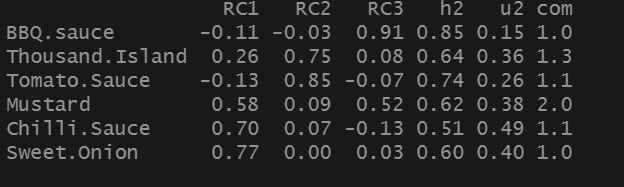 RC1 RC2 RC3 h2 u2 com
BBQ.sauce -0.11 -0.03 0.91 0.85 0.15 1.0
Thousand.Island 0.26 0.75 0.08 0.64 0.36 1.3
Tomato.Sauce -0.13 0.85 -0.07 0.74 0.26 1.1
Mustard 0.58 0.09 0.52 0.62 0.38 2.0
Chilli.Sauce 0.70 0.07 -0.13 0.51 0.49 1.1
Sweet.Onion 0.77 0.00 0.03 0.60 0.40 1.0